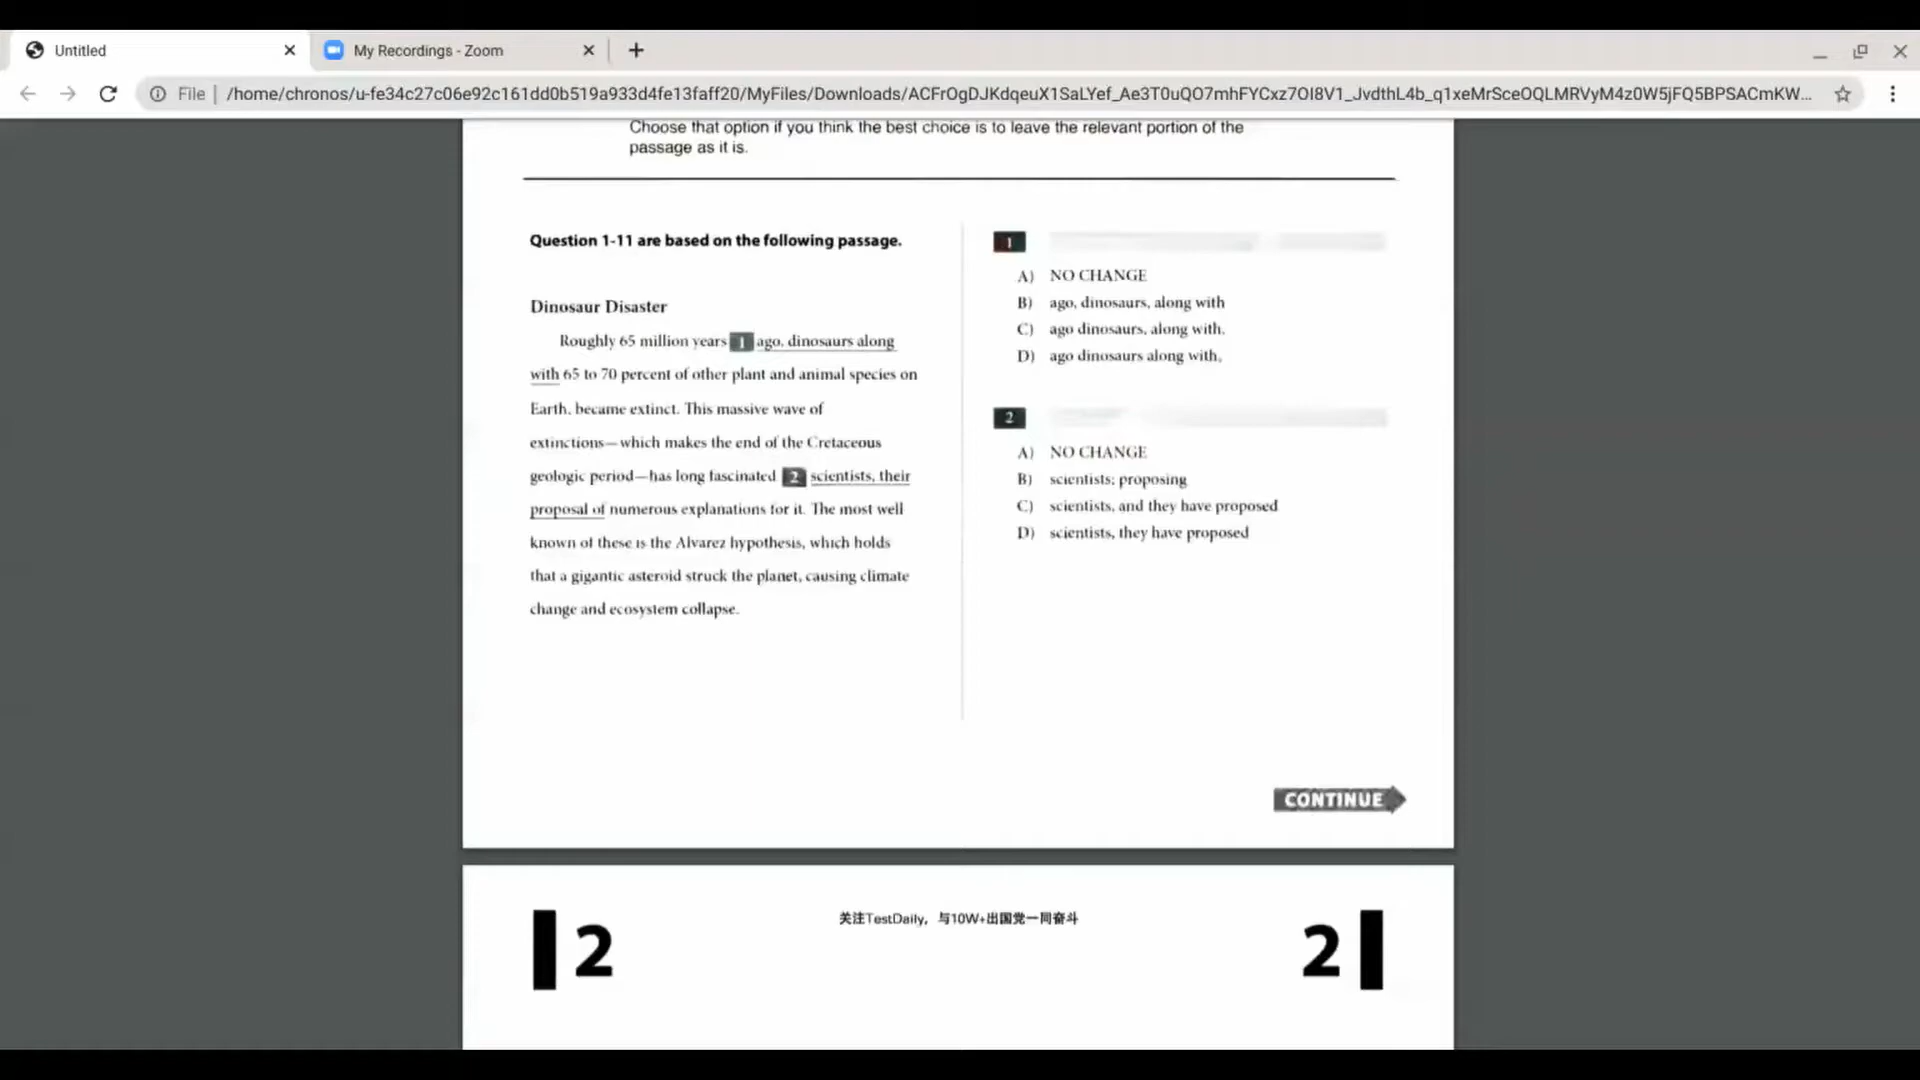 Untitled
My Recordings - Zoom
File
/home/chronos/u-fe34c27c06e92c161dd0b519a933d4fe13faff20/MyFiles/Downloads/ACFrOgDJKdqeuX1SaLYef_Ae3T0uQO7mhFYCxz7OI8V1_JvdthL4b_q1xeMrSceOQLMRVyM4z0W5jFQ5BPSACmKW...
Choose that option if you think the best choice is to leave the relevant portion of the
passage as it is.
Question 1-11 are based on the following passage.
Dinosaur Disaster
Roughly 65 million years 1 ago, dinosaurs along
with 65 to 70 percent of other plant and animal species on
Earth, became extinct. This massive wave of
extinctions—which makes the end of the Cretaceous
geologic period—has long fascinated 2 scientists, their
proposal of numerous explanations for it. The most well
known of these is the Alvarez hypothesis, which holds
that a gigantic asteroid struck the planet, causing climate
change and ecosystem collapse.
1
A) NO CHANGE
B) ago, dinosaurs, along with
C) ago dinosaurs, along with.
D) ago dinosaurs along with,
2
A) NO CHANGE
B) scientists; proposing
C) scientists, and they have proposed
D) scientists, they have proposed
CONTINUE
2
关注TestDaily，与10W+出国党一同奋斗
2